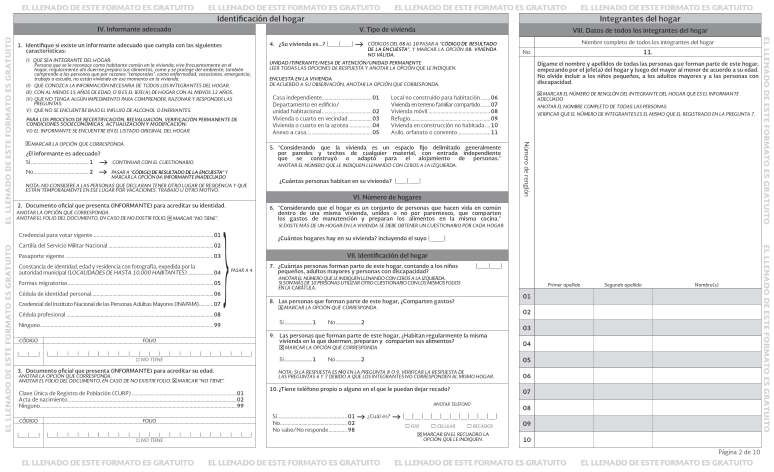 EL LLENADO DE ESTE FORMATO ES GRATUITO EL LLENADO DE ESTE FORMATO ES GRATUITO EL LLENADO DE ESTE FORMATO ES GRATUITO EL LLENADO DE ESTE FORMATO ES GRATUITO
Identificación del hogar
IV. Informante adecuado
1. Identifique si existe un informante adecuado que cumpla con las siguientes
características:
I) QUE SEA INTEGRANTE DEL HOGAR
II) QUE CONOZCA LA INFORMACIÓN NECESARIA DE TODOS LOS INTEGRANTES DEL HOGAR.
III) CON AL MENOS 15 AÑOS DE EDAD, O SI ES JEFE(A) DE HOGAR CON AL MENOS 12 AÑOS.
IV) QUE NO TENGA ALGÚN IMPEDIMENTO PARA COMPRENDER, RAZONAR Y RESPONDER LAS
PREGUNTAS
V) QUE NO SE ENCUENTRE BAJO EL INFLUJO DE ALCOHOL O ENERVANTES
PARA LOS PROCESOS DE RECERTIFICACIÓN, REEVALUACIÓN, VERIFICACIÓN PERMANENTE DE
CONDICIONES SOCIOECONÓMICAS, ACTUALIZACIÓN Y MODIFICACIÓN:
VI) EL INFORMANTE SE ENCUENTRE EN EL LISTADO ORIGINAL DEL HOGAR
☒ MARCAR LA OPCIÓN QUE CORRESPONDA.
¿El informante es adecuado?
Sí 1 → CONTINUAR CON EL CUESTIONARIO
No 2 → PASAR A "CÓDIGO DE RESULTADO DE LA ENCUESTA" Y
MARCAR LA OPCIÓN 04 INFORMANTE INADECUADO
NOTA: NO CONSIDERE A LAS PERSONAS QUE DECLARAN TENER OTRO LUGAR DE RESIDENCIA Y QUE
ESTÁN TEMPORALMENTE EN ESE LUGAR POR VACACIONES, TRABAJO U OTRO MOTIVO.
2. Documento oficial que presenta (INFORMANTE) para acreditar su identidad.
ANOTAR LA OPCIÓN QUE CORRESPONDA
ANOTAR EL FOLIO DEL DOCUMENTO, EN CASO DE NO EXISTIR FOLIO ☒ MARCAR "NO TIENE".
Credencial para votar vigente 01
Cartilla del Servicio Militar Nacional 02
Pasaporte vigente 03
Constancia de identidad, edad y residencia con fotografía, expedida por la
autoridad municipal (LOCALIDADES DE HASTA 10,000 HABITANTES) 04
PASAR A 4
Formas migratorias 05
Cédula de identidad personal 06
Credencial del Instituto Nacional de las Personas Adultas Mayores (INAPAM) 07
Cédula profesional 08
Ninguno 99
CÓDIGO FOLIO
☐ NO TIENE
3. Documento oficial que presenta (INFORMANTE) para acreditar su edad.
ANOTAR LA OPCIÓN QUE CORRESPONDA
ANOTAR EL FOLIO DEL DOCUMENTO, EN CASO DE NO EXISTIR FOLIO, ☒ MARCAR "NO TIENE".
Clave Única de Registro de Población (CURP) 01
Acta de nacimiento 02
Ninguno 99
CÓDIGO FOLIO
☐ NO TIENE
V. Tipo de vivienda
4. ¿Su vivienda es...? |__|__| → CÓDIGOS DEL 08 AL 10 PASAR A "CÓDIGO DE RESULTADO
DE LA ENCUESTA", Y MARCAR LA OPCIÓN 08 VIVIENDA
NO VÁLIDA.
UNIDAD ITINERANTE/MESA DE ATENCIÓN/UNIDAD PERMANENTE
LEER TODAS LAS OPCIONES DE RESPUESTA Y ANOTAR LA OPCIÓN QUE LE INDIQUEN.
ENCUESTA EN LA VIVIENDA
DE ACUERDO A SU OBSERVACIÓN, ANOTAR LA OPCIÓN QUE CORRESPONDA
Casa independiente 01 Local no construido para habitación 06
Departamento en edificio/ Vivienda en terreno familiar compartido 07
unidad habitacional 02 Vivienda móvil 08
Vivienda o cuarto en vecindad 03 Refugio 09
Vivienda o cuarto en la azotea 04 Vivienda en construcción no habitada 10
Anexo a casa 05 Asilo, orfanato o convento 11
5. "Considerando que la vivienda es un espacio fijo delimitado generalmente
por paredes y techos de cualquier material, con entrada independiente
que se construyó o adaptó para el alojamiento de personas."
ANOTAR EL NÚMERO QUE LE INDIQUEN LLENANDO CON CEROS A LA IZQUIERDA.
¿Cuántas personas habitan en su vivienda? |__|__|
VI. Número de hogares
6. "Considerando que el hogar es un conjunto de personas que hacen vida en común
dentro de una misma vivienda, unidos o no por parentesco, que comparten
los gastos de manutención y preparan los alimentos en la misma cocina."
SI EXISTE MÁS DE UN HOGAR EN LA VIVIENDA SE DEBE OBTENER UN CUESTIONARIO POR CADA HOGAR
¿Cuántos hogares hay en su vivienda? incluyendo el suyo |__|
VII. Identificación del hogar
7. ¿Cuántas personas forman parte de este hogar, contando a los niños |__|__|
pequeños, adultos mayores y personas con discapacidad?
ANOTAR EL NÚMERO QUE LE INDIQUEN LLENANDO CON CEROS A LA IZQUIERDA.
SI SON MÁS DE 10 PERSONAS UTILIZAR OTRO CUESTIONARIO CON LOS MISMOS FOLIOS
EN LA CARÁTULA.
8. Las personas que forman parte de este hogar, ¿Comparten gastos?
☒ MARCAR LA OPCIÓN QUE CORRESPONDA.
Sí 1 No 2
9. Las personas que forman parte de este hogar, ¿Habitan regularmente la misma
vivienda en la que duermen, preparan y comparten sus alimentos?
☒ MARCAR LA OPCIÓN QUE CORRESPONDA
Sí 1 No 2
NOTA: SI LA RESPUESTA ES NO EN LA PREGUNTA 8 O 9, VERIFICAR LA RESPUESTA DE
LAS PREGUNTAS 6 Y 7 DEBIDO A QUE LOS INTEGRANTES NO CORRESPONDEN AL MISMO HOGAR.
10. ¿Tiene teléfono propio o alguno en el que le puedan dejar recado?
ANOTAR TELÉFONO
Sí 01 → ¿Cuál es? →
No 02
No sabe/No responde 98
☐ FIJO ☐ CELULAR ☐ RECADOS
☒ MARCAR EN EL RECUADRO LA
OPCIÓN QUE LE INDIQUEN.
Integrantes del hogar
VIII. Datos de todos los integrantes del hogar
Nombre completo de todos los integrantes del hogar
No 11
Número de renglón
Dígame el nombre y apellidos de todas las personas que forman parte de este hogar,
empezando por el jefe(a) del hogar y luego del mayor al menor de acuerdo a su edad.
No olvide incluir a los niños pequeños, a los adultos mayores y a las personas con
discapacidad.
☒ MARCAR EL NÚMERO DE RENGLÓN DEL INTEGRANTE DEL HOGAR QUE ES EL INFORMANTE
ADECUADO
ANOTAR EL NOMBRE COMPLETO DE TODAS LAS PERSONAS
VERIFICAR QUE EL NÚMERO DE INTEGRANTES ES EL MISMO QUE EL REGISTRADO EN LA PREGUNTA 7.
Primer apellido Segundo apellido Nombre(s)
01
02
03
04
05
06
07
08
09
10
Página 2 de 10
EL LLENADO DE ESTE FORMATO ES GRATUITO EL LLENADO DE ESTE FORMATO ES GRATUITO EL LLENADO DE ESTE FORMATO ES GRATUITO EL LLENADO DE ESTE FORMATO ES GRATUITO